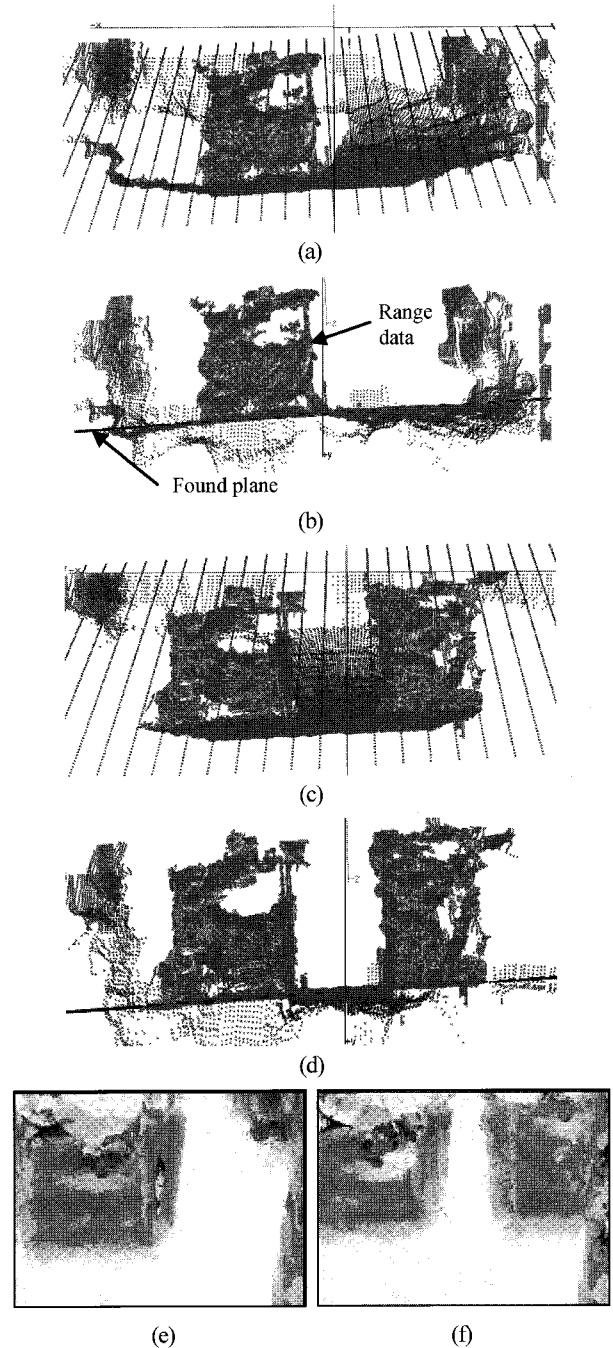 -x
(a)
z
Range
data
y
Found plane
(b)
-x
(c)
z
y
(d)
(e)
(f)